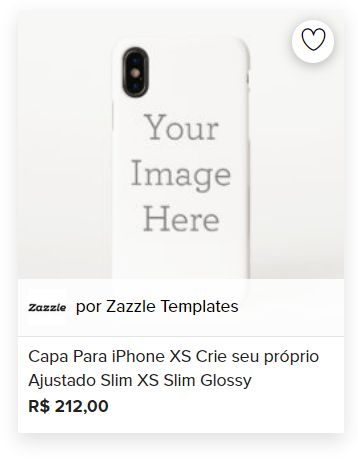 Your
Image
Here
Zazzle
por Zazzle Templates
Capa Para iPhone XS Crie seu próprio
Ajustado Slim XS Slim Glossy
R$ 212,00